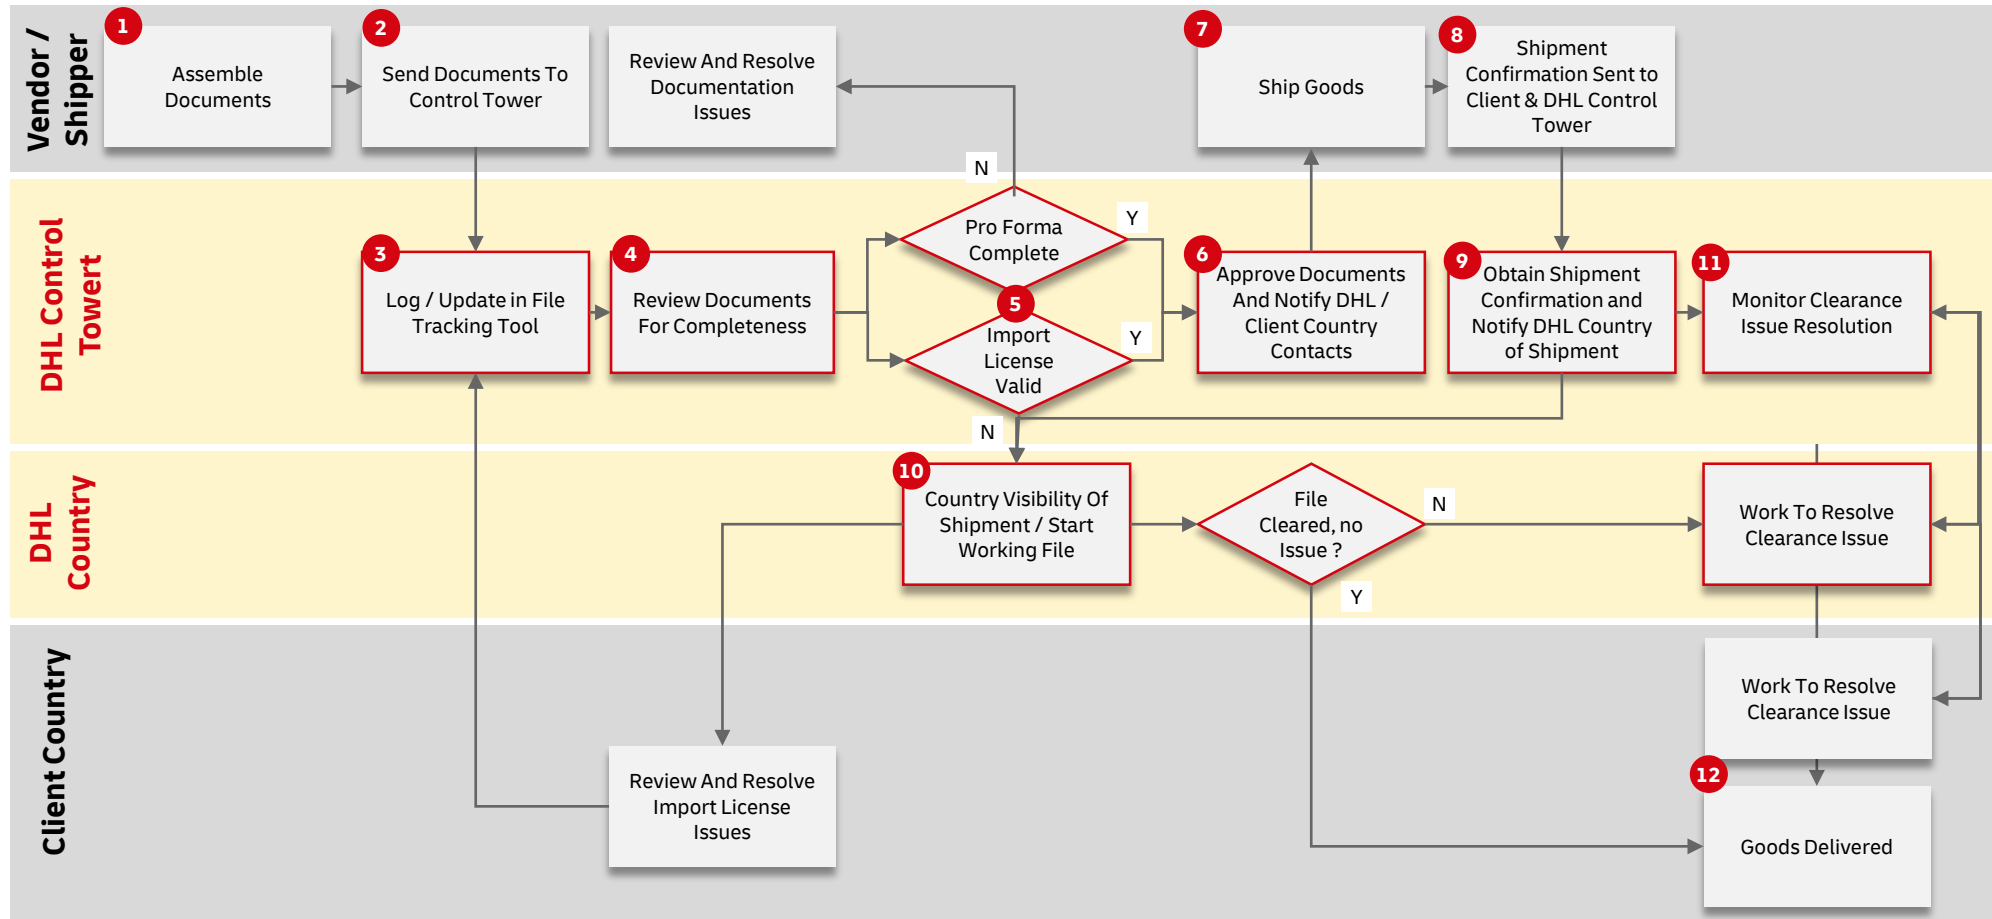 Vendor /
Shipper
1
Assemble
Documents
2
Send Documents To
Control Tower
Review And Resolve
Documentation
Issues
7
Ship Goods
8
Shipment
Confirmation Sent to
Client & DHL Control
Tower
DHL Control
Towert
3
Log / Update in File
Tracking Tool
4
Review Documents
For Completeness
N
Pro Forma
Complete
Y
5
Import
License
Valid
Y
N
6
Approve Documents
And Notify DHL /
Client Country
Contacts
9
Obtain Shipment
Confirmation and
Notify DHL Country
of Shipment
11
Monitor Clearance
Issue Resolution
DHL
Country
10
Country Visibility Of
Shipment / Start
Working File
File
Cleared, no
Issue ?
N
Y
Work To Resolve
Clearance Issue
Client Country
Review And Resolve
Import License
Issues
Work To Resolve
Clearance Issue
12
Goods Delivered